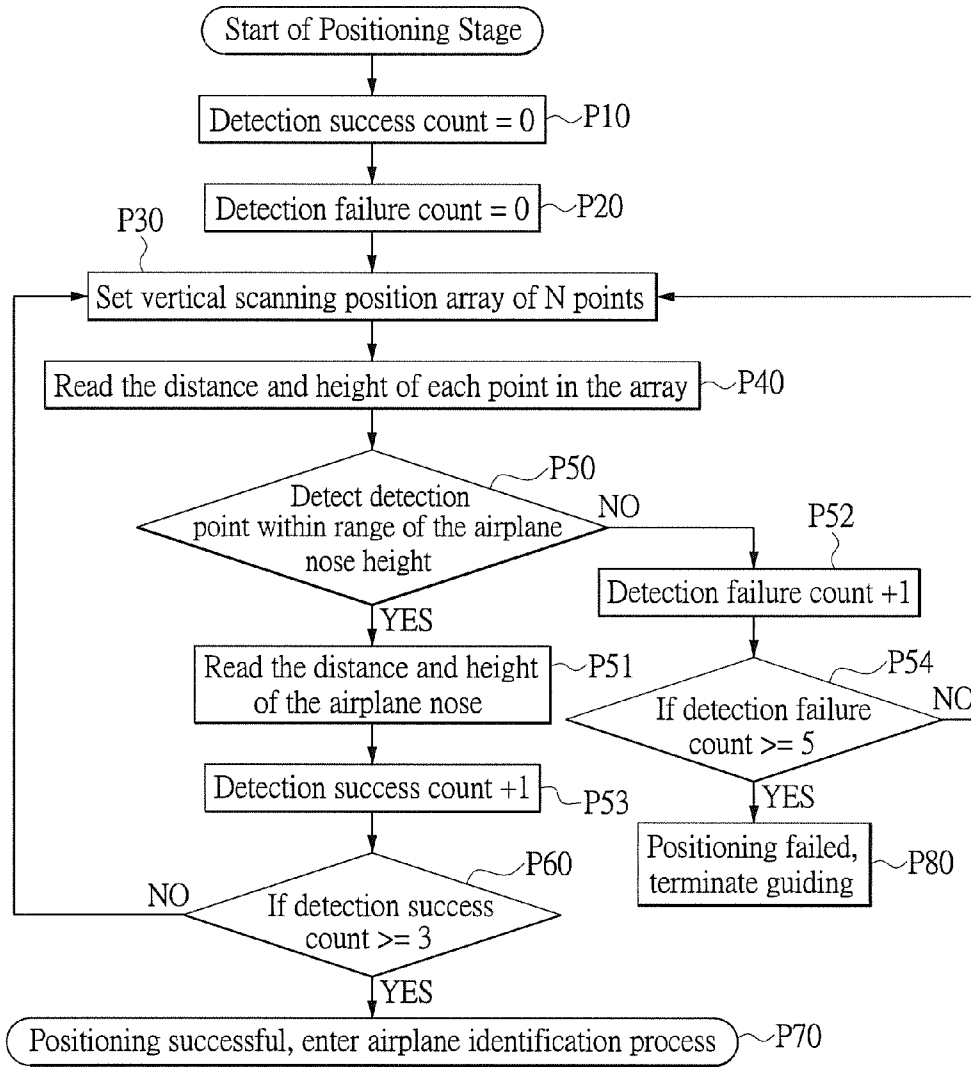 Start of Positioning Stage
Detection success count = 0
P10
Detection failure count = 0
P20
P30
Set vertical scanning position array of N points
Read the distance and height of each point in the array
P40
P50
Detect detection
point within range of the airplane
nose height
NO
YES
P52
Detection failure count +1
Read the distance and height
of the airplane nose
P51
P54
If detection failure
count >= 5
NO
YES
Detection success count +1
P53
Positioning failed,
terminate guiding
P80
P60
NO
If detection success
count >= 3
YES
Positioning successful, enter airplane identification process
P70